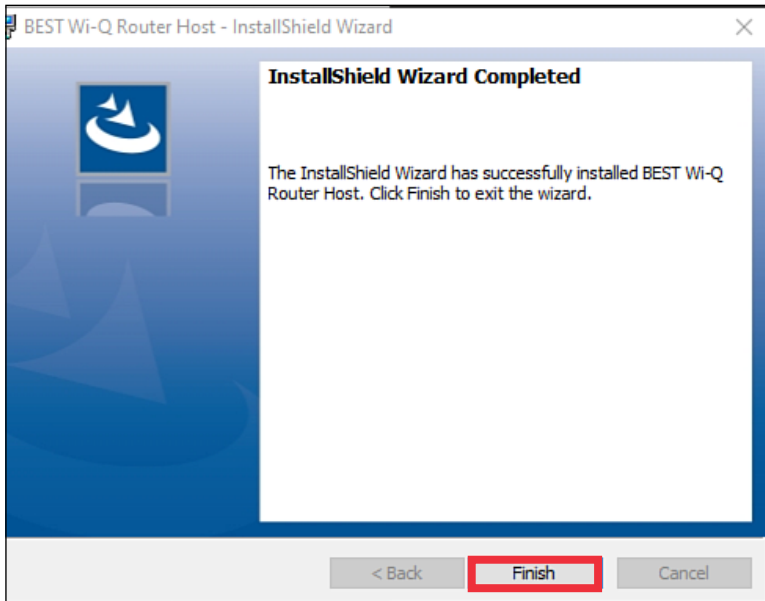 BEST Wi-Q Router Host - InstallShield Wizard
InstallShield Wizard Completed
The InstallShield Wizard has successfully installed BEST Wi-Q
Router Host. Click Finish to exit the wizard.
< Back
Finish
Cancel